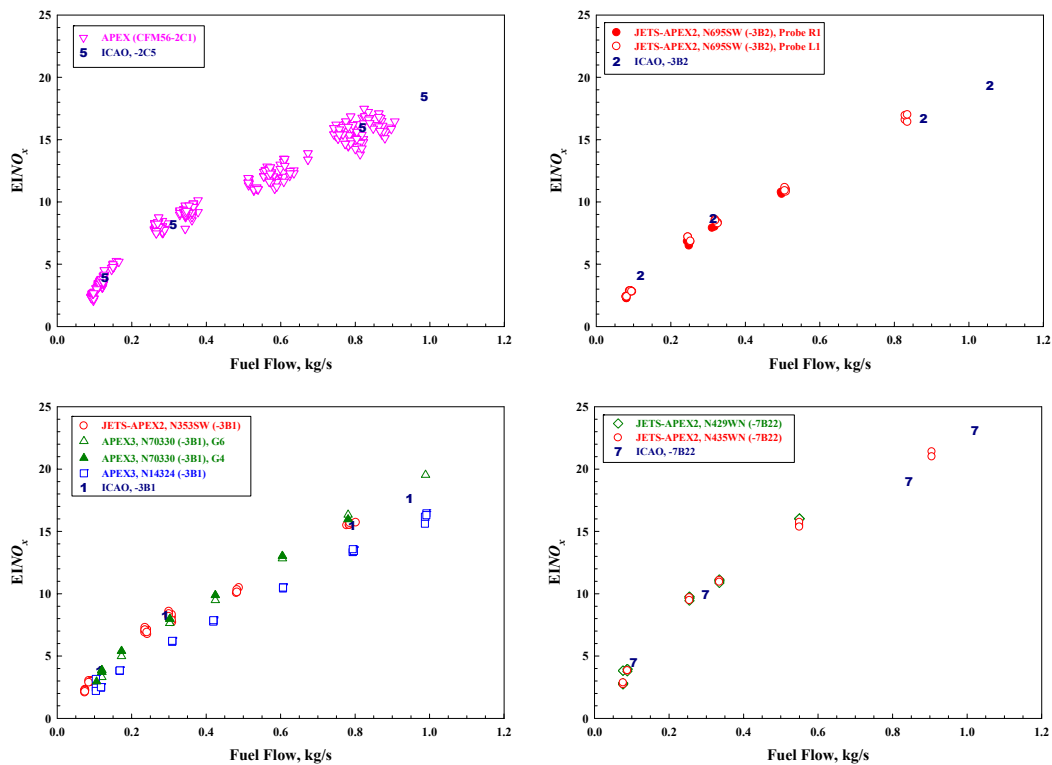 APEX (CFM56-2C1)
5 ICAO, -2C5
EINOx
25
20
15
10
5
0
5
5
5
5
5
0.0 0.2 0.4 0.6 0.8 1.0 1.2
Fuel Flow, kg/s
JETS-APEX2, N695SW (-3B2), Probe R1
JETS-APEX2, N695SW (-3B2), Probe L1
2 ICAO, -3B2
EINOx
25
20
15
10
5
0
2
2
2
2
0.0 0.2 0.4 0.6 0.8 1.0 1.2
Fuel Flow, kg/s
JETS-APEX2, N353SW (-3B1)
APEX3, N70330 (-3B1), G6
APEX3, N70330 (-3B1), G4
APEX3, N14324 (-3B1)
1 ICAO, -3B1
EINOx
25
20
15
10
5
0
1
1
1
1
0.0 0.2 0.4 0.6 0.8 1.0 1.2
Fuel Flow, kg/s
JETS-APEX2, N429WN (-7B22)
JETS-APEX2, N435WN (-7B22)
7 ICAO, -7B22
EINOx
25
20
15
10
5
0
7
7
7
7
0.0 0.2 0.4 0.6 0.8 1.0 1.2
Fuel Flow, kg/s